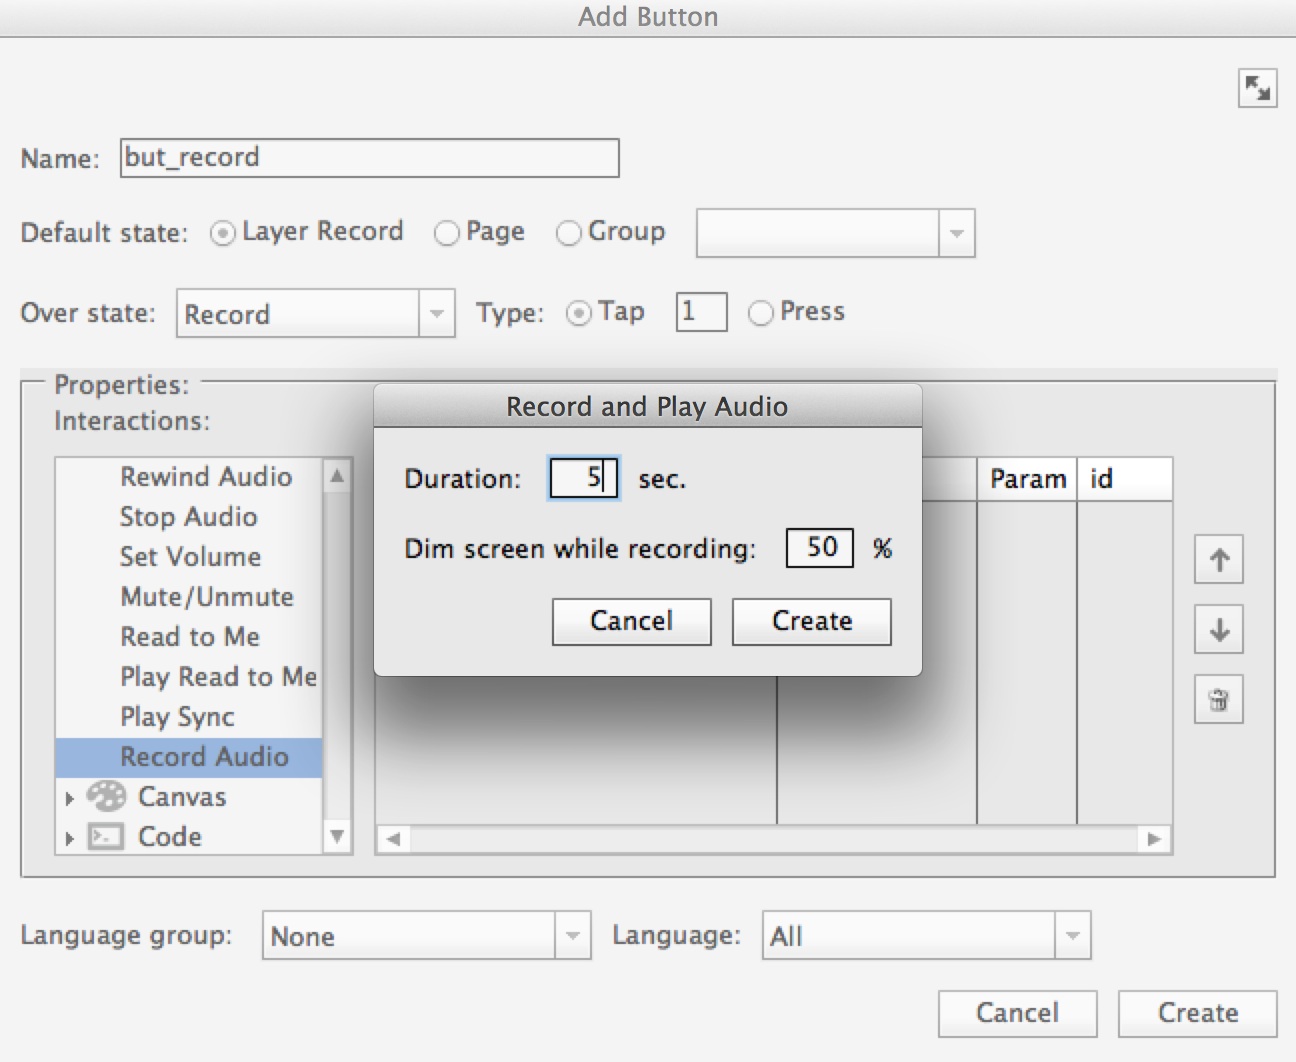 Add Button
Name: but_record
Default state: Layer Record Page Group
Over state: Record Type: Tap 1 Press
Properties:
Interactions:
Record and Play Audio
Duration: 5 sec.
Dim screen while recording: 50 %
Cancel Create
Param id
Rewind Audio
Stop Audio
Set Volume
Mute/Unmute
Read to Me
Play Read to Me
Play Sync
Record Audio
Canvas
Code
Language group: None Language: All
Cancel Create